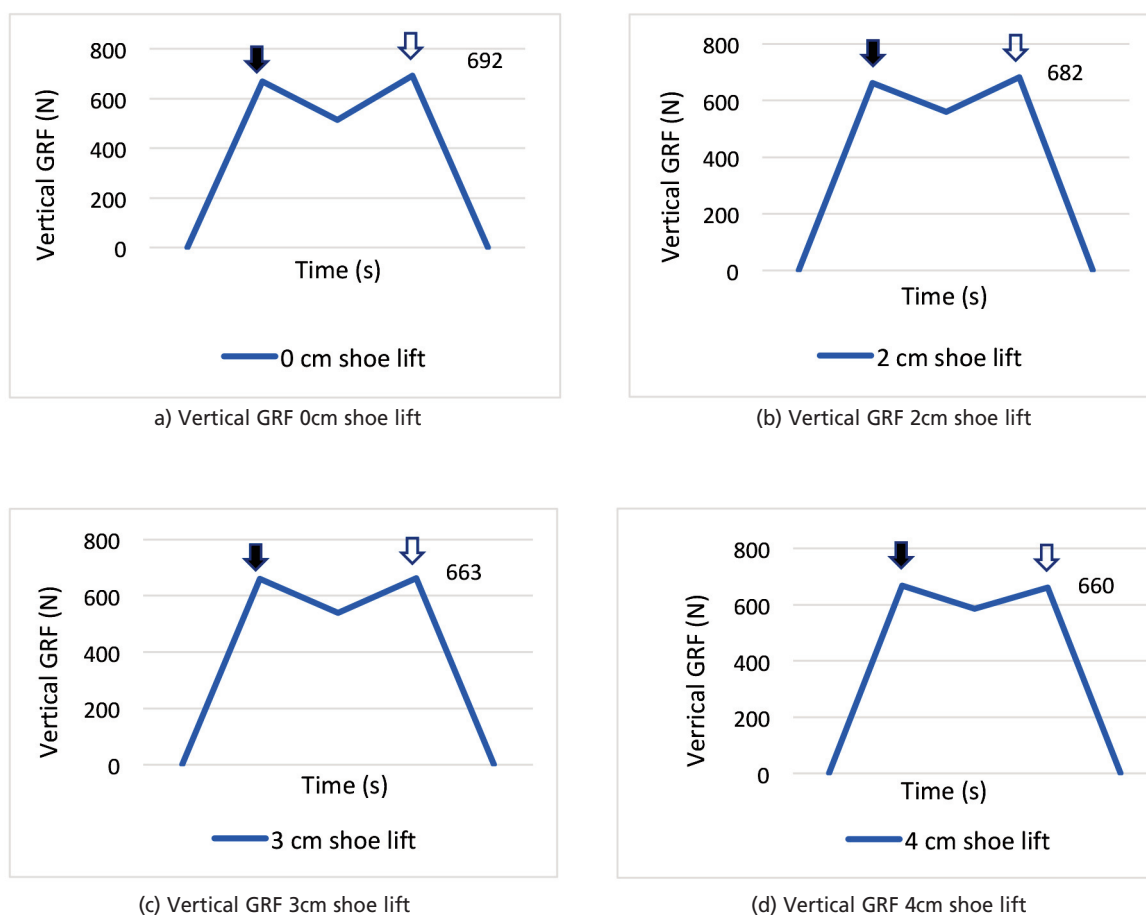 800
600
400
200
0
Vertical GRF (N)
692
Time (s)
0 cm shoe lift
a) Vertical GRF 0cm shoe lift
800
600
400
200
0
Vertical GRF (N)
682
Time (s)
2 cm shoe lift
(b) Vertical GRF 2cm shoe lift
800
600
400
200
0
Vertical GRF (N)
663
Time (s)
3 cm shoe lift
(c) Vertical GRF 3cm shoe lift
800
600
400
200
0
Verrical GRF (N)
660
Time (s)
4 cm shoe lift
(d) Vertical GRF 4cm shoe lift